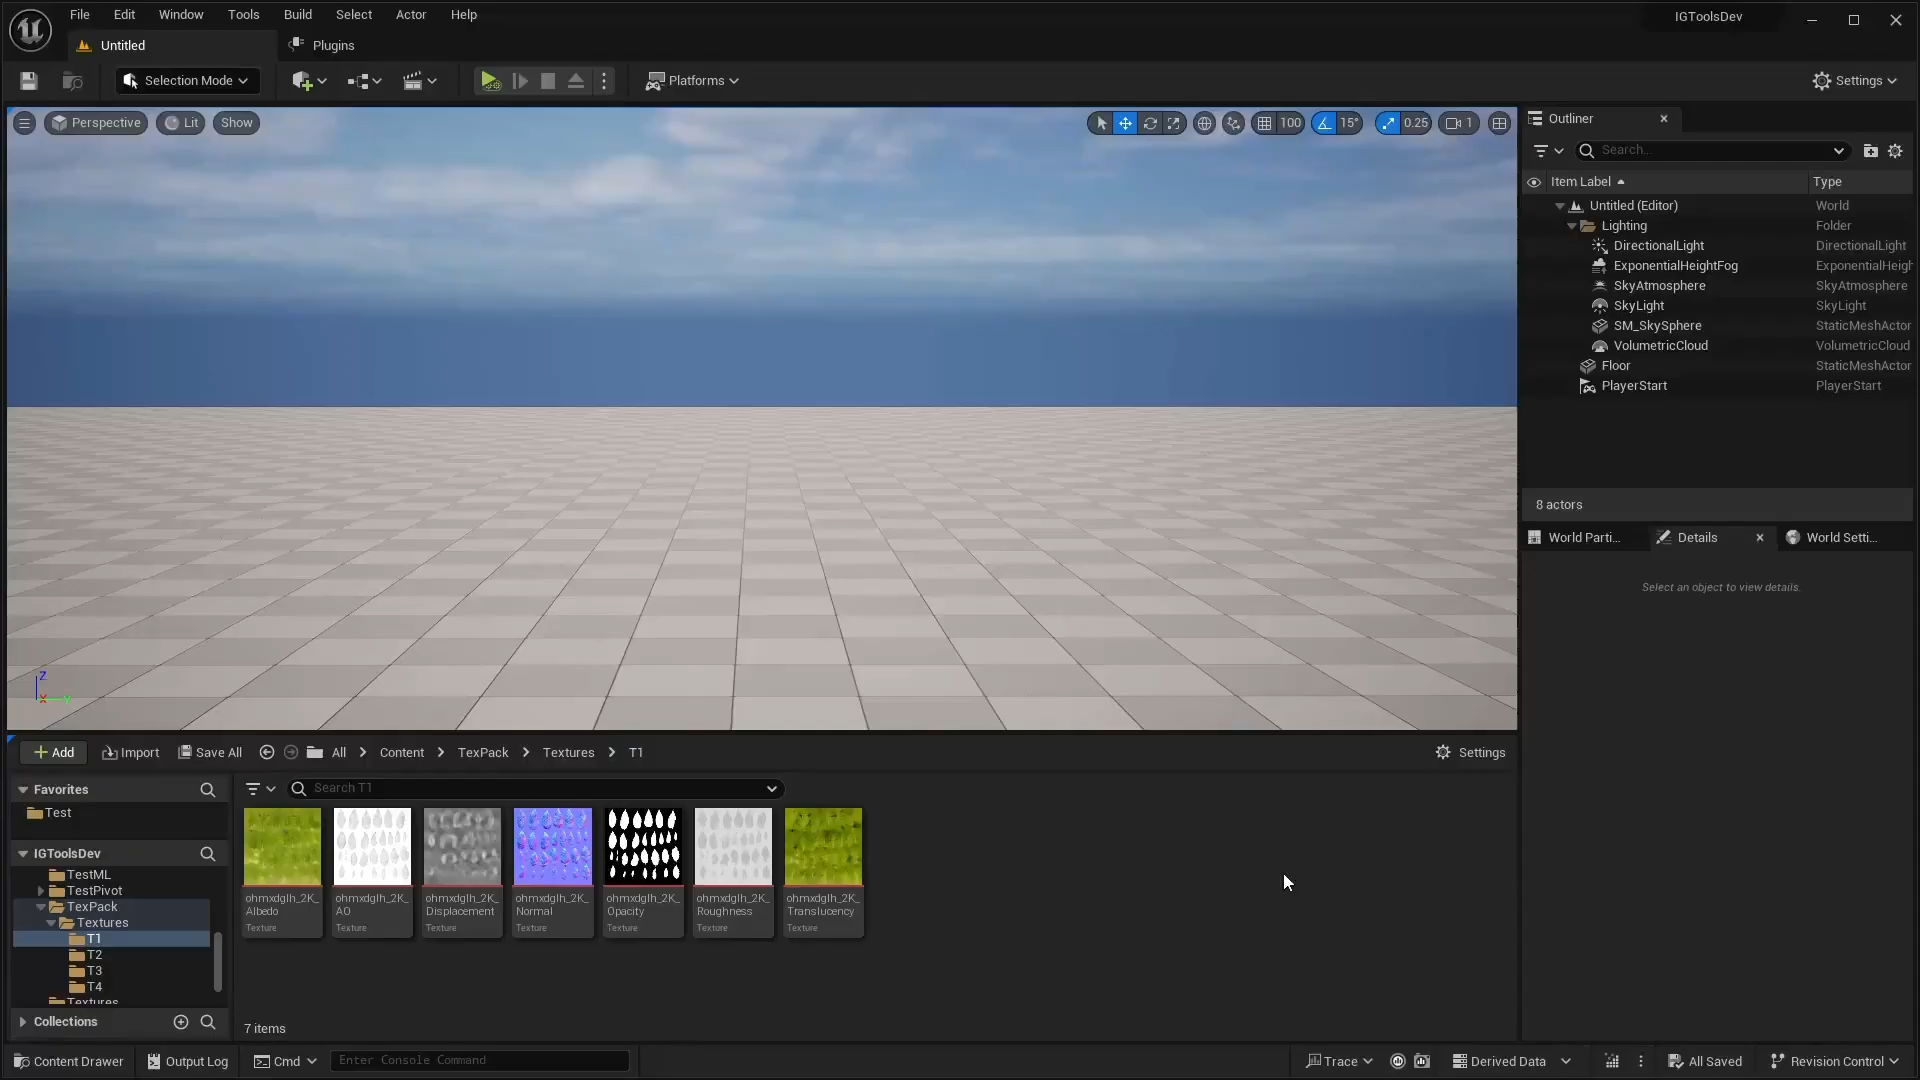 File Edit Window Tools Build Select Actor Help
IGToolsDev
Untitled
Plugins
Selection Mode
Platforms
Settings
Perspective
Lit
Show
100
15°
0.25
1
Outliner
Search...
Item Label
Type
Untitled (Editor) World
Lighting Folder
DirectionalLight DirectionalLight
ExponentialHeightFog ExponentialHeigh
SkyAtmosphere SkyAtmosphere
SkyLight SkyLight
SM_SkySphere StaticMeshActor
VolumetricCloud VolumetricCloud
Floor StaticMeshActor
PlayerStart PlayerStart
8 actors
World Parti...
Details
World Setti...
Select an object to view details.
Z
X
Y
Add
Import
Save All
All
Content
TexPack
Textures
T1
Settings
Favorites
Test
IGToolsDev
TestML
TestPivot
TexPack
Textures
T1
T2
T3
T4
Textures
Collections
Search T1
ohmxdglh_2K_
Albedo
Texture
ohmxdglh_2K_
AO
Texture
ohmxdglh_2K_
Displacement
Texture
ohmxdglh_2K_
Normal
Texture
ohmxdglh_2K_
Opacity
Texture
ohmxdglh_2K_
Roughness
Texture
ohmxdglh_2K_
Translucency
Texture
7 items
Content Drawer
Output Log
Cmd
Enter Console Command
Trace
Derived Data
All Saved
Revision Control